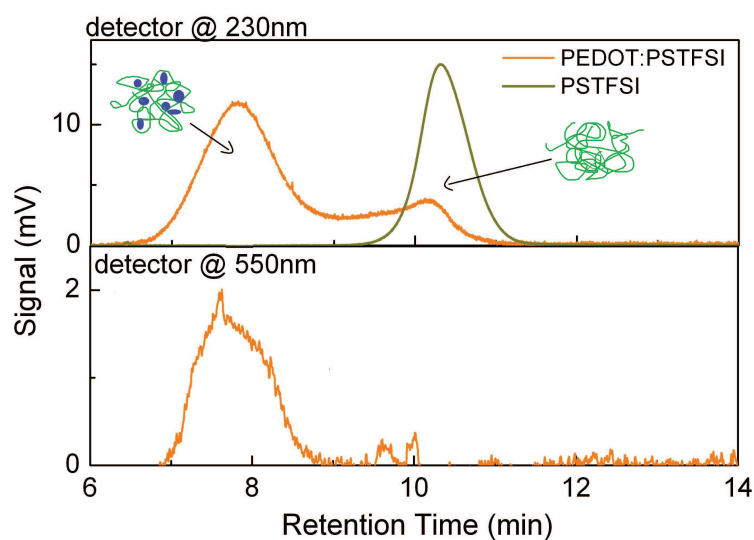 detector @ 230nm
PEDOT:PSTFSI
PSTFSI
10
0
detector @ 550nm
2
0
Signal (mV)
6 8 10 12 14
Retention Time (min)